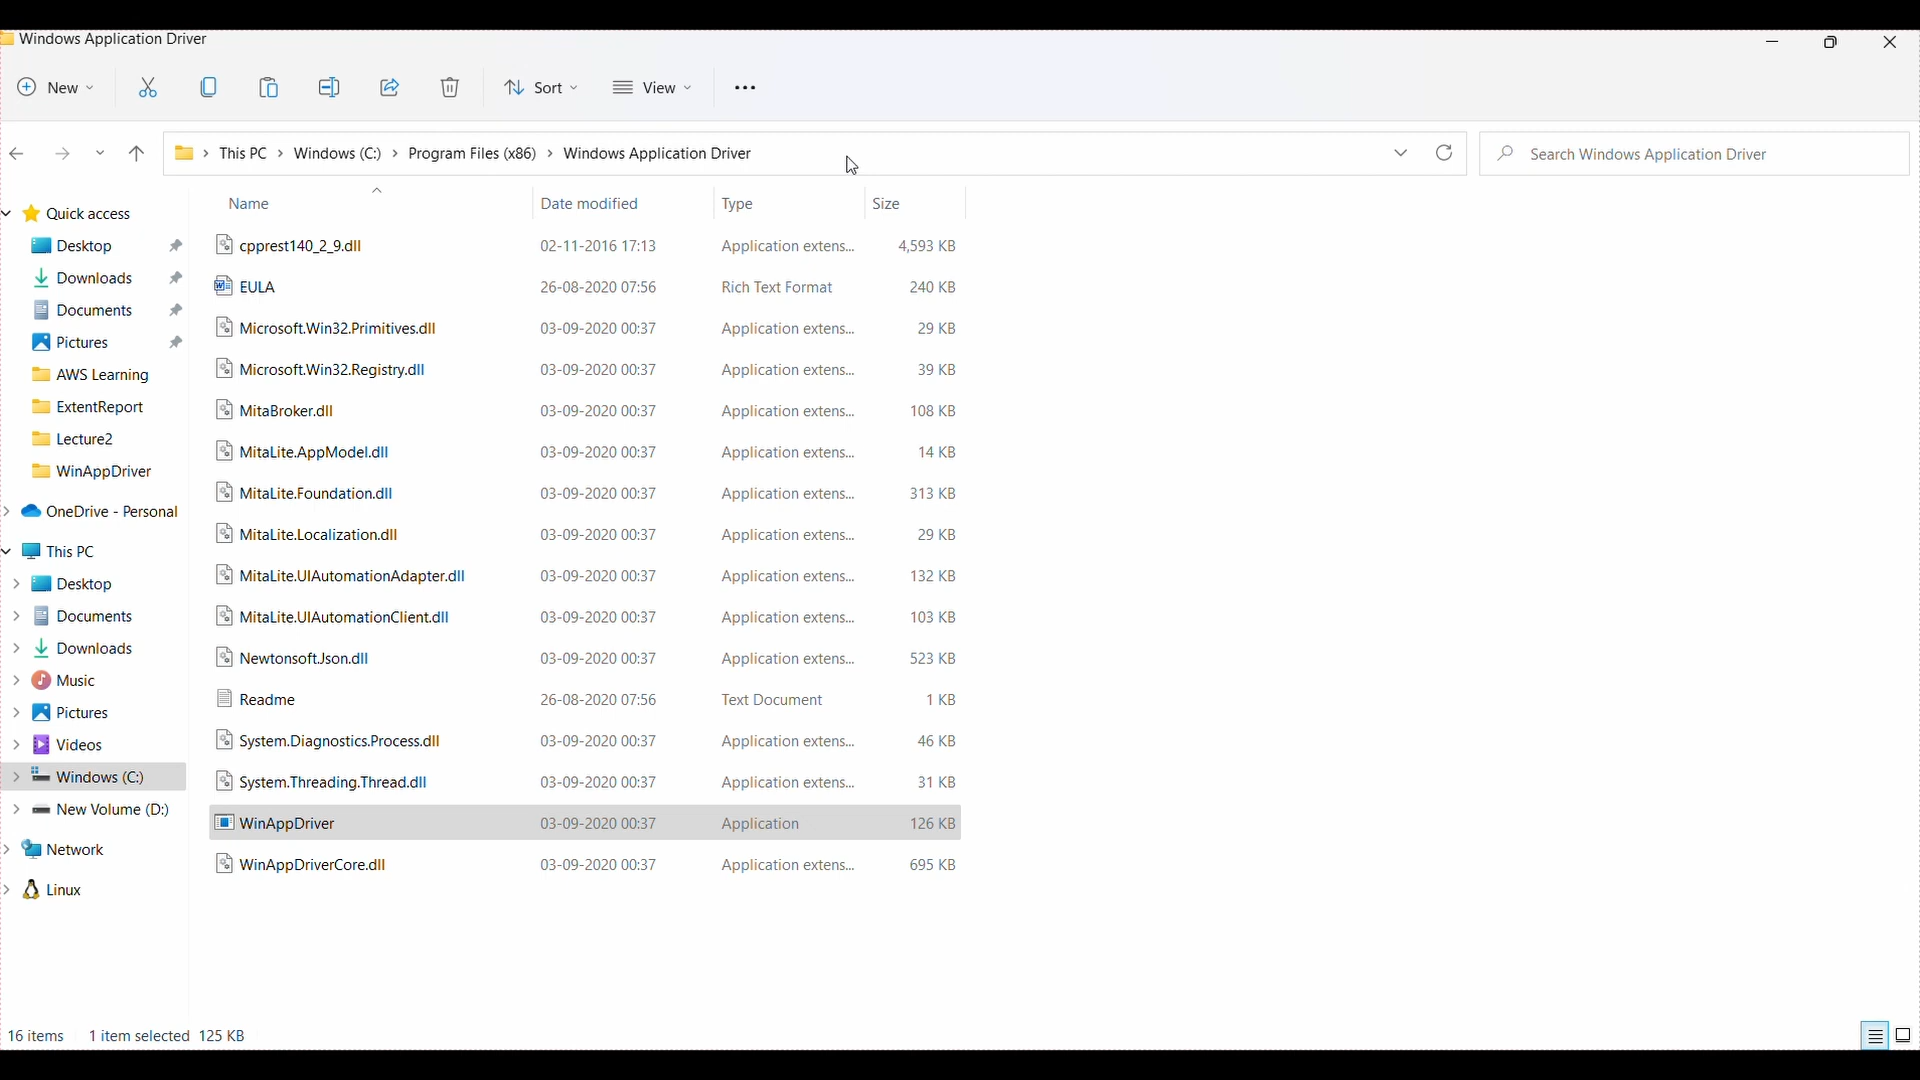 Windows Application Driver
New Sort View
This PC Windows (C:) Program Files (x86) Windows Application Driver Search Windows Application Driver
Name Date modified Type Size
Quick access
Desktop
Downloads
Documents
Pictures
AWS Learning
ExtentReport
Lecture2
WinAppDriver
OneDrive - Personal
This PC
Desktop
Documents
Downloads
Music
Pictures
Videos
Windows (C:)
New Volume (D:)
Network
Linux
cpprest140_2_9.dll 02-11-2016 17:13 Application extens... 4,593 KB
EULA 26-08-2020 07:56 Rich Text Format 240 KB
Microsoft.Win32.Primitives.dll 03-09-2020 00:37 Application extens... 29 KB
Microsoft.Win32.Registry.dll 03-09-2020 00:37 Application extens... 39 KB
MitaBroker.dll 03-09-2020 00:37 Application extens... 108 KB
MitaLite.AppModel.dll 03-09-2020 00:37 Application extens... 14 KB
MitaLite.Foundation.dll 03-09-2020 00:37 Application extens... 313 KB
MitaLite.Localization.dll 03-09-2020 00:37 Application extens... 29 KB
MitaLite.UIAutomationAdapter.dll 03-09-2020 00:37 Application extens... 132 KB
MitaLite.UIAutomationClient.dll 03-09-2020 00:37 Application extens... 103 KB
Newtonsoft.Json.dll 03-09-2020 00:37 Application extens... 523 KB
Readme 26-08-2020 07:56 Text Document 1 KB
System.Diagnostics.Process.dll 03-09-2020 00:37 Application extens... 46 KB
System.Threading.Thread.dll 03-09-2020 00:37 Application extens... 31 KB
WinAppDriver 03-09-2020 00:37 Application 126 KB
WinAppDriverCore.dll 03-09-2020 00:37 Application extens... 695 KB
16 items 1 item selected 125 KB